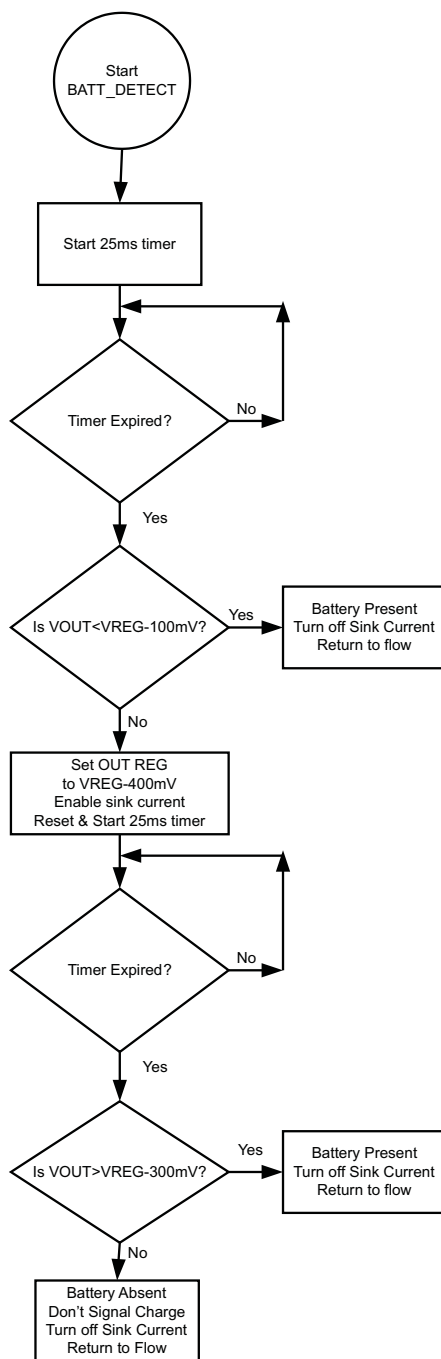 Start
BATT_DETECT
Start 25ms timer
Timer Expired?
No
Yes
Is VOUT<VREG-100mV?
Yes
Battery Present
Turn off Sink Current
Return to flow
No
Set OUT REG
to VREG-400mV
Enable sink current
Reset & Start 25ms timer
Timer Expired?
No
Yes
Is VOUT>VREG-300mV?
Yes
Battery Present
Turn off Sink Current
Return to flow
No
Battery Absent
Don't Signal Charge
Turn off Sink Current
Return to Flow